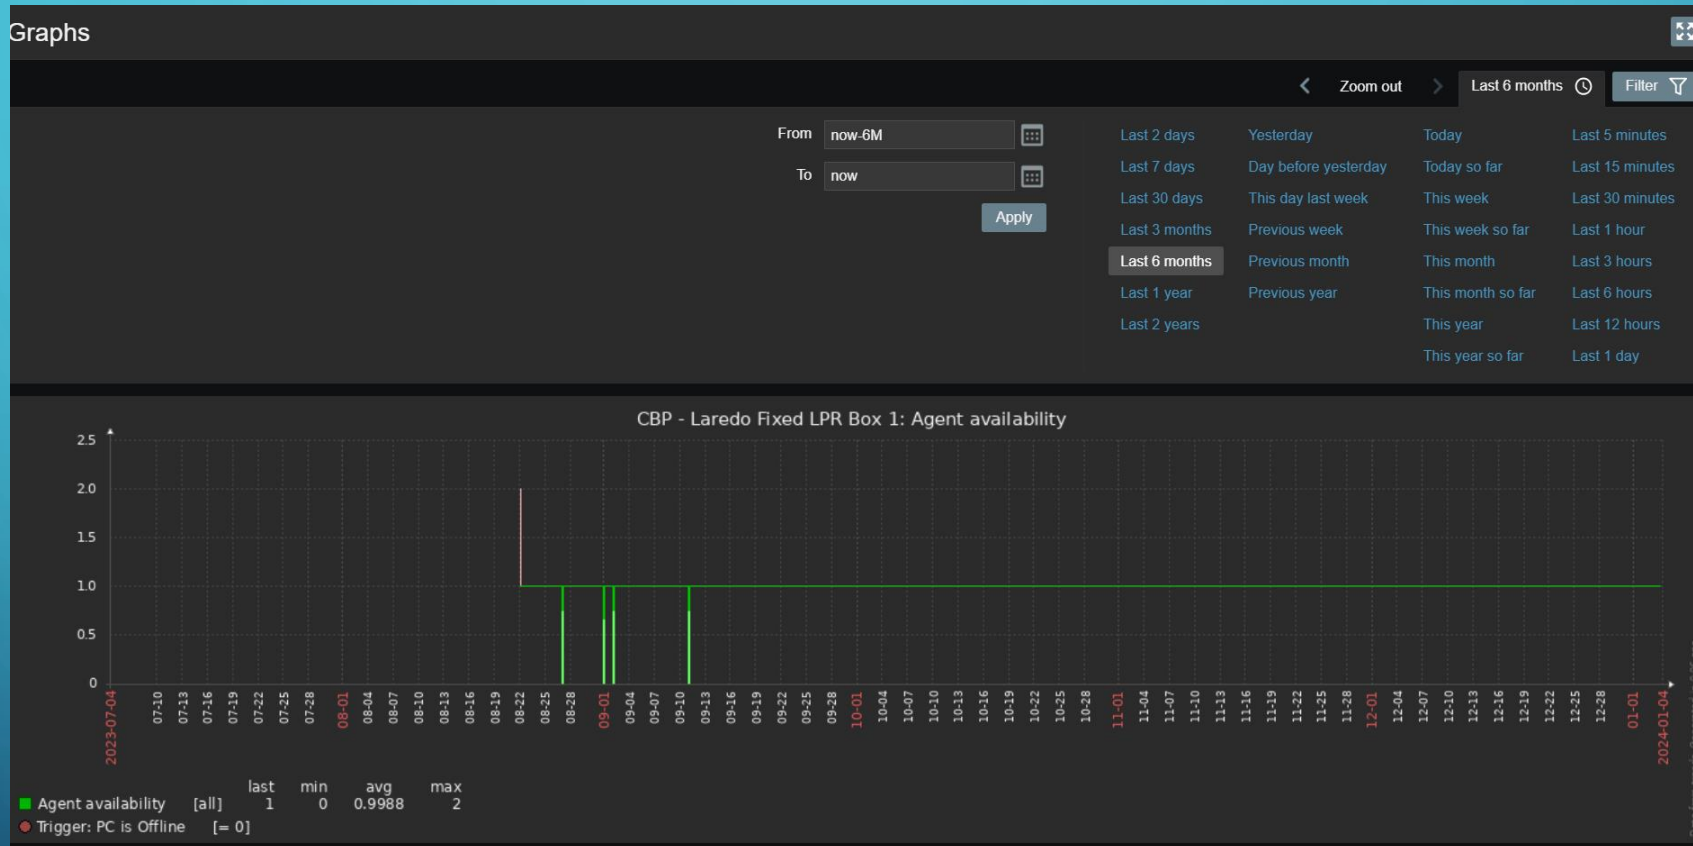 Graphs
Zoom out
Last 6 months
Filter
From now-6M
To now
Apply
Last 2 days Yesterday Today Last 5 minutes
Last 7 days Day before yesterday Today so far Last 15 minutes
Last 30 days This day last week This week Last 30 minutes
Last 3 months Previous week This week so far Last 1 hour
Last 6 months Previous month This month Last 3 hours
Last 1 year Previous year This month so far Last 6 hours
Last 2 years This year Last 12 hours
This year so far Last 1 day
CBP - Laredo Fixed LPR Box 1: Agent availability
2.5
2.0
1.5
1.0
0.5
0
2023-07-04 07-10 07-13 07-16 07-19 07-22 07-25 07-28 08-01 08-04 08-07 08-10 08-13 08-16 08-19 08-22 08-25 08-28 09-01 09-04 09-07 09-10 09-13 09-16 09-19 09-22 09-25 09-28 10-01 10-04 10-07 10-10 10-13 10-16 10-19 10-22 10-25 10-28 11-01 11-04 11-07 11-10 11-13 11-16 11-19 11-22 11-25 11-28 12-01 12-04 12-07 12-10 12-13 12-16 12-19 12-22 12-25 12-28 01-01 2024-01-04
last min avg max
Agent availability [all] 1 0 0.9988 2
Trigger: PC is Offline [= 0]